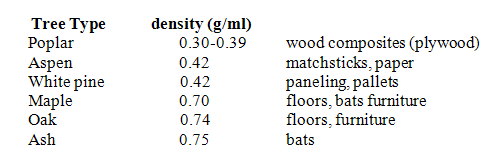 Tree Type density (g/ml)
Poplar 0.30-0.39 wood composites (plywood)
Aspen 0.42 matchsticks, paper
White pine 0.42 paneling, pallets
Maple 0.70 floors, bats furniture
Oak 0.74 floors, furniture
Ash 0.75 bats